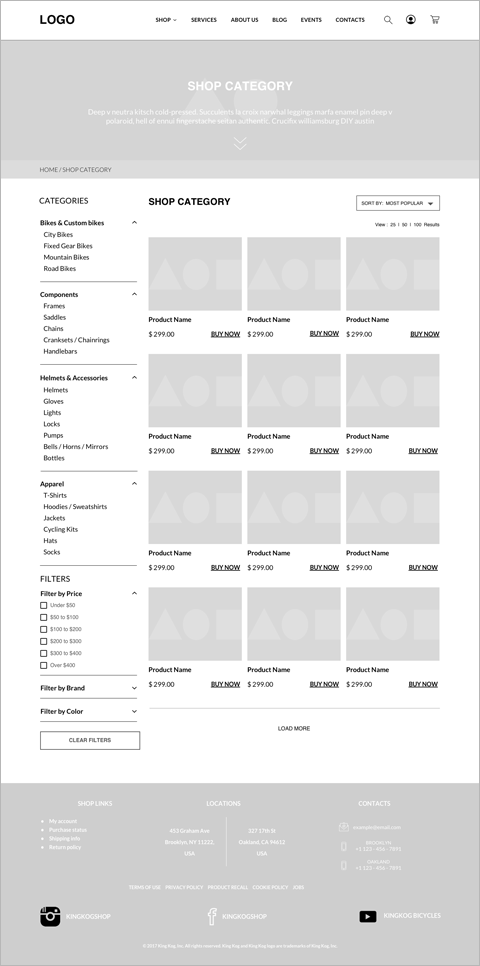 LOGO
SHOP SERVICES ABOUT US BLOG EVENTS CONTACTS
SHOP CATEGORY
Deep v neutra kitsch cold-pressed. Succulents la croix narwhal leggings marfa enamel pin deep v
polaroid, hell of ennui fingerstache seitan authentic. Crucifix williamsburg DIY austin
HOME / SHOP CATEGORY
CATEGORIES
Bikes & Custom bikes
City Bikes
Fixed Gear Bikes
Mountain Bikes
Road Bikes
Components
Frames
Saddles
Chains
Cranksets / Chainrings
Handlebars
Helmets & Accessories
Helmets
Gloves
Lights
Locks
Pumps
Bells / Horns / Mirrors
Bottles
Apparel
T-Shirts
Hoodies / Sweatshirts
Jackets
Cycling Kits
Hats
Socks
FILTERS
Filter by Price
Under $50
$50 to $100
$100 to $200
$200 to $300
$300 to $400
Over $400
Filter by Brand
Filter by Color
CLEAR FILTERS
SHOP CATEGORY
SORT BY: MOST POPULAR
View : 25 | 50 | 100 Results
Product Name Product Name Product Name
$ 299.00 BUY NOW $ 299.00 BUY NOW $ 299.00 BUY NOW
Product Name Product Name Product Name
$ 299.00 BUY NOW $ 299.00 BUY NOW $ 299.00 BUY NOW
Product Name Product Name Product Name
$ 299.00 BUY NOW $ 299.00 BUY NOW $ 299.00 BUY NOW
Product Name Product Name Product Name
$ 299.00 BUY NOW $ 299.00 BUY NOW $ 299.00 BUY NOW
LOAD MORE
SHOP LINKS
My account
Purchase status
Shipping info
Return policy
LOCATIONS
453 Graham Ave
Brooklyn, NY 11222,
USA
327 17th St
Oakland, CA 94612
USA
CONTACTS
example@email.com
BROOKLYN
OAKLAND
TERMS OF USE PRIVACY POLICY PRODUCT RECALL COOKIE POLICY JOBS
KINGKOGSHOP KINGKOGSHOP KINGKOG BICYCLES
© 2017 King Kog, Inc. All rights reserved. King Kog and King Kog logo are trademarks of King Kog, Inc.